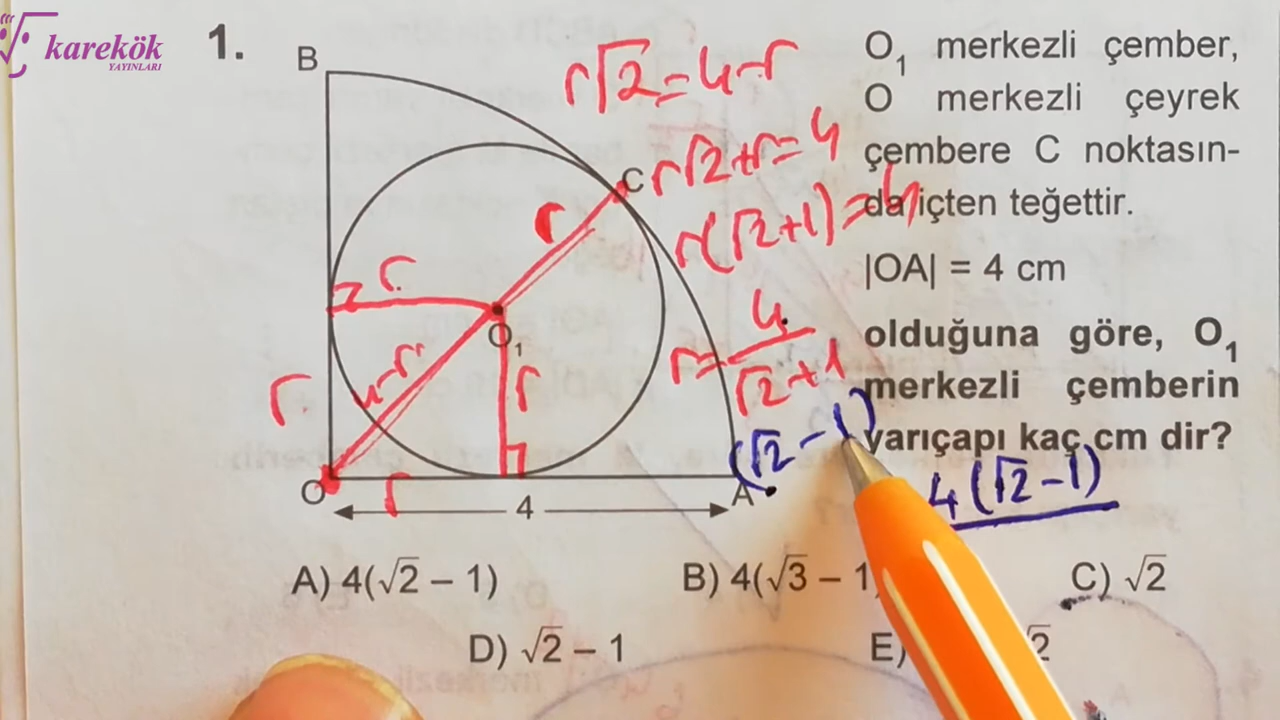 karekök
YAYINLARI
1.
B
r√2=4-r
O₁ merkezli çember,
O merkezli çeyrek
çembere C noktasın-
da içten teğettir.
|OA| = 4 cm
olduğuna göre, O₁
merkezli çemberin
yarıçapı kaç cm dir?
C
r√2+r=4
r(√2+1)=4
r
r
O₁
4-r
r
r
r=4/(√2+1)
(√2-1)
4(√2-1)
O
r
4
A
A) 4(√2 – 1)
B) 4(√3 – 1
C) √2
D) √2 – 1
E) √2